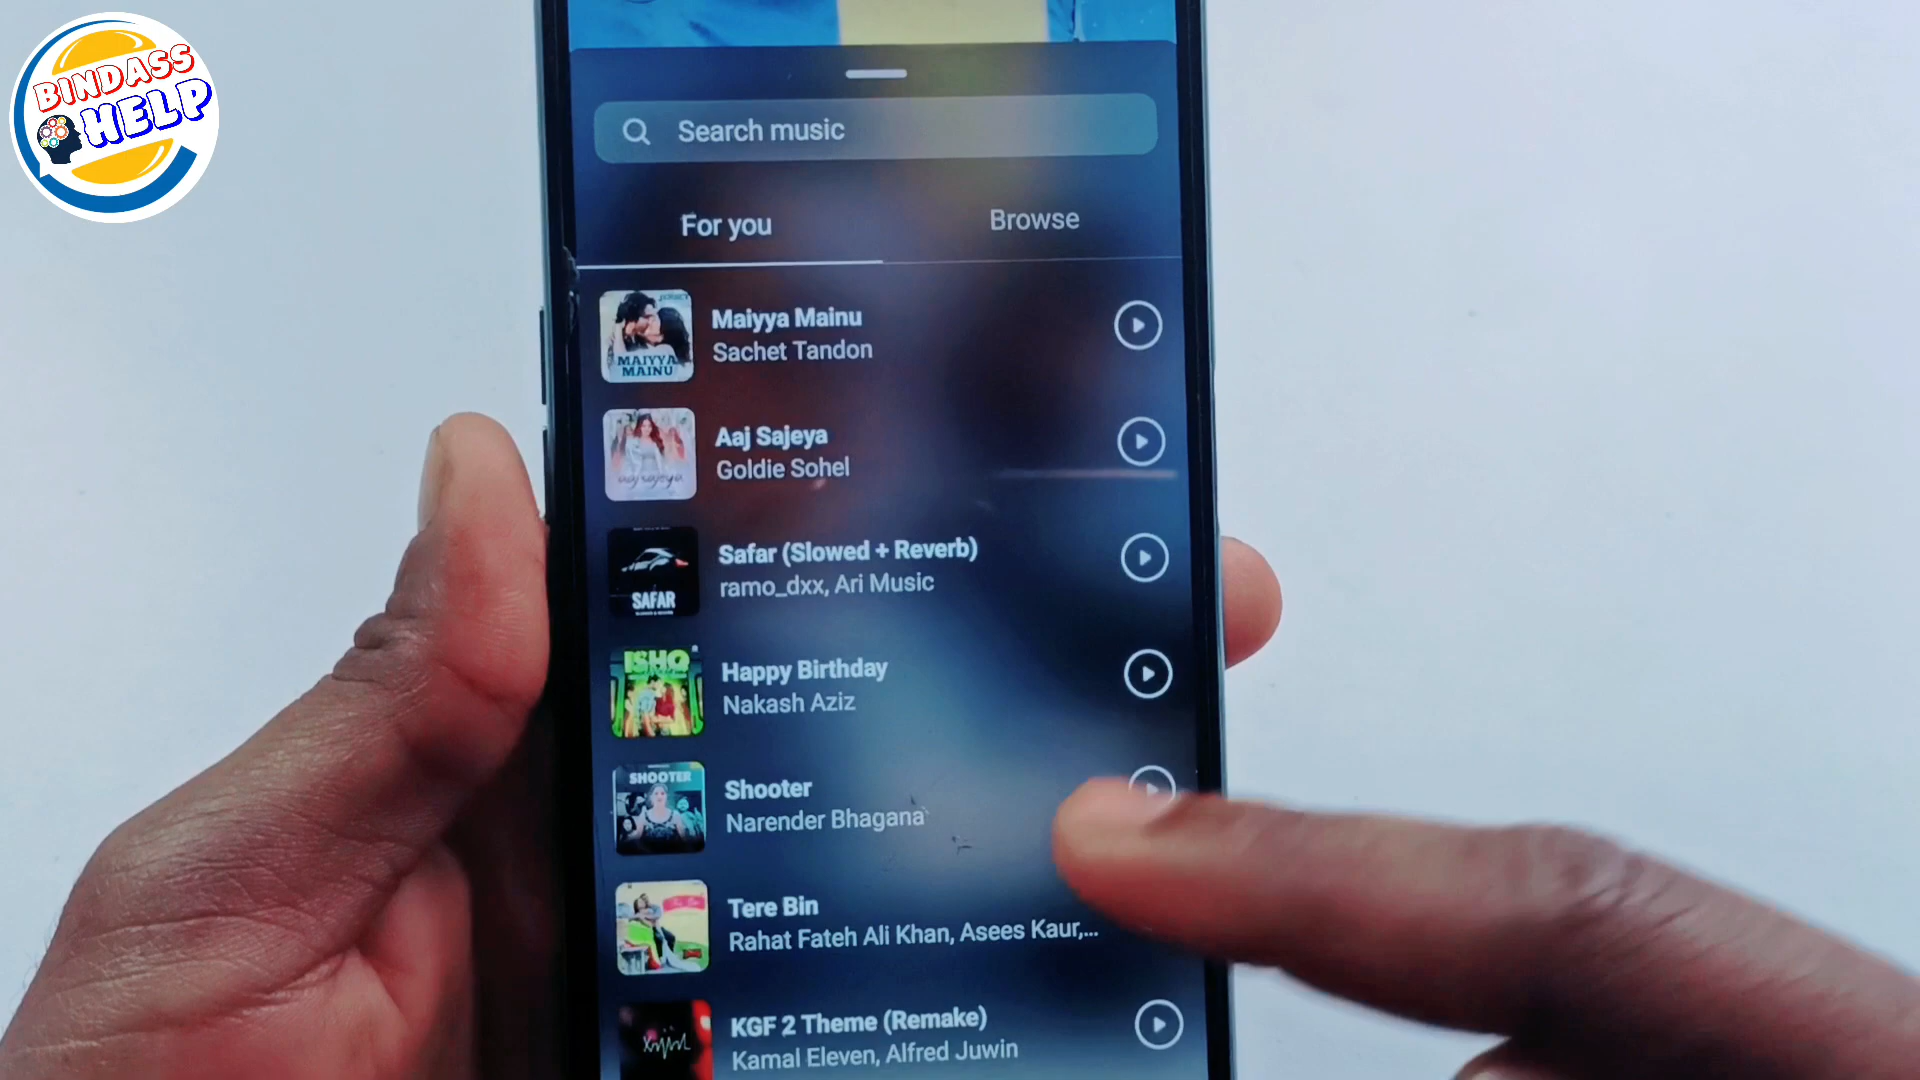 BINDASS
HELP
Search music
For you
Browse
MAIYYA
MAINU
Maiyya Mainu
Sachet Tandon
aaj sajeya
Aaj Sajeya
Goldie Sohel
SAFAR
Safar (Slowed + Reverb)
ramo_dxx, Ari Music
ISHQ
Happy Birthday
Nakash Aziz
SHOOTER
Shooter
Narender Bhagana
Tere Bin
Rahat Fateh Ali Khan, Asees Kaur,...
KGF 2 Theme (Remake)
Kamal Eleven, Alfred Juwin